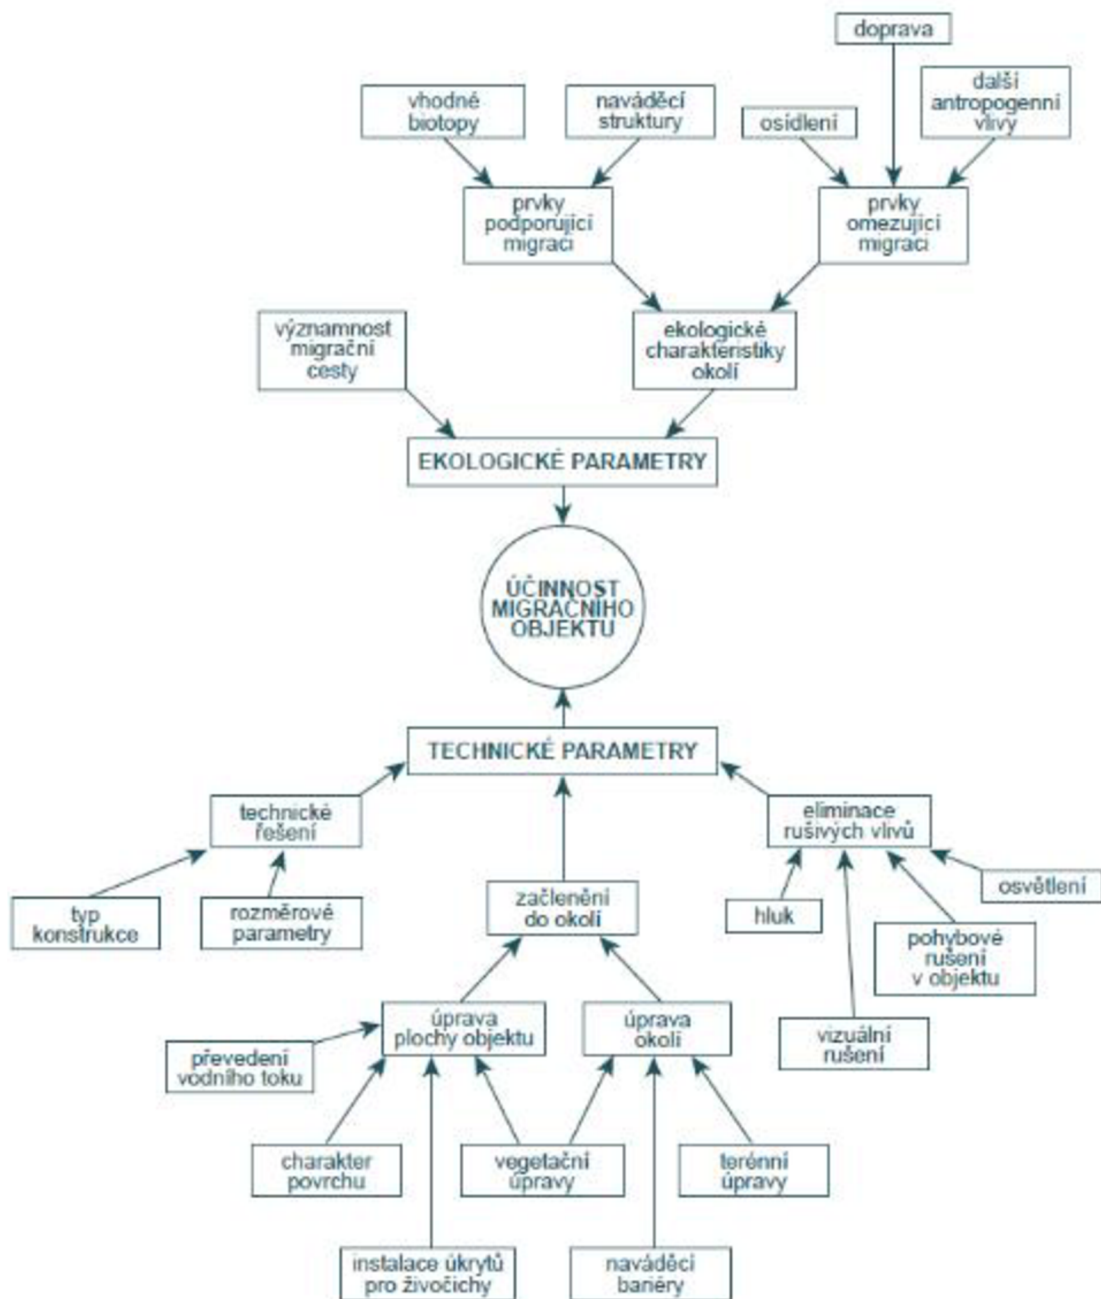 doprava
vhodné
biotopy
naváděcí
struktury
osídlení
další
antropogenní
vlivy
prvky
podporující
migraci
prvky
omezující
migraci
významnost
migrační
cesty
ekologické
charakteristiky
okolí
EKOLOGICKÉ PARAMETRY
ÚČINNOST
MIGRAČNÍHO
OBJEKTU
TECHNICKÉ PARAMETRY
technické
řešení
eliminace
rušivých vlivů
typ
konstrukce
rozměrové
parametry
začlenění
do okolí
hluk
osvětlení
pohybové
rušení
v objektu
úprava
plochy objektu
úprava
okolí
vizuální
rušení
převedení
vodního toku
charakter
povrchu
vegetační
úpravy
terénní
úpravy
instalace úkrytů
pro živočichy
naváděcí
bariéry